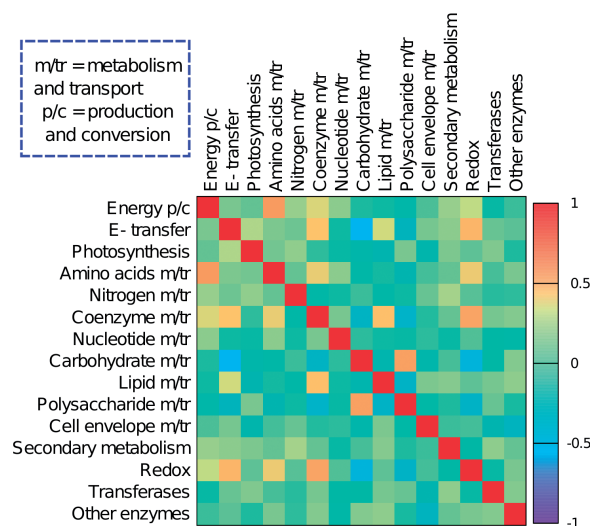 m/tr = metabolism
and transport
p/c = production
and conversion
Energy p/c
E- transfer
Photosynthesis
Amino acids m/tr
Nitrogen m/tr
Coenzyme m/tr
Nucleotide m/tr
Carbohydrate m/tr
Lipid m/tr
Polysaccharide m/tr
Cell envelope m/tr
Secondary metabolism
Redox
Transferases
Other enzymes
Energy p/c
E- transfer
Photosynthesis
Amino acids m/tr
Nitrogen m/tr
Coenzyme m/tr
Nucleotide m/tr
Carbohydrate m/tr
Lipid m/tr
Polysaccharide m/tr
Cell envelope m/tr
Secondary metabolism
Redox
Transferases
Other enzymes
1
0.5
0
-0.5
-1